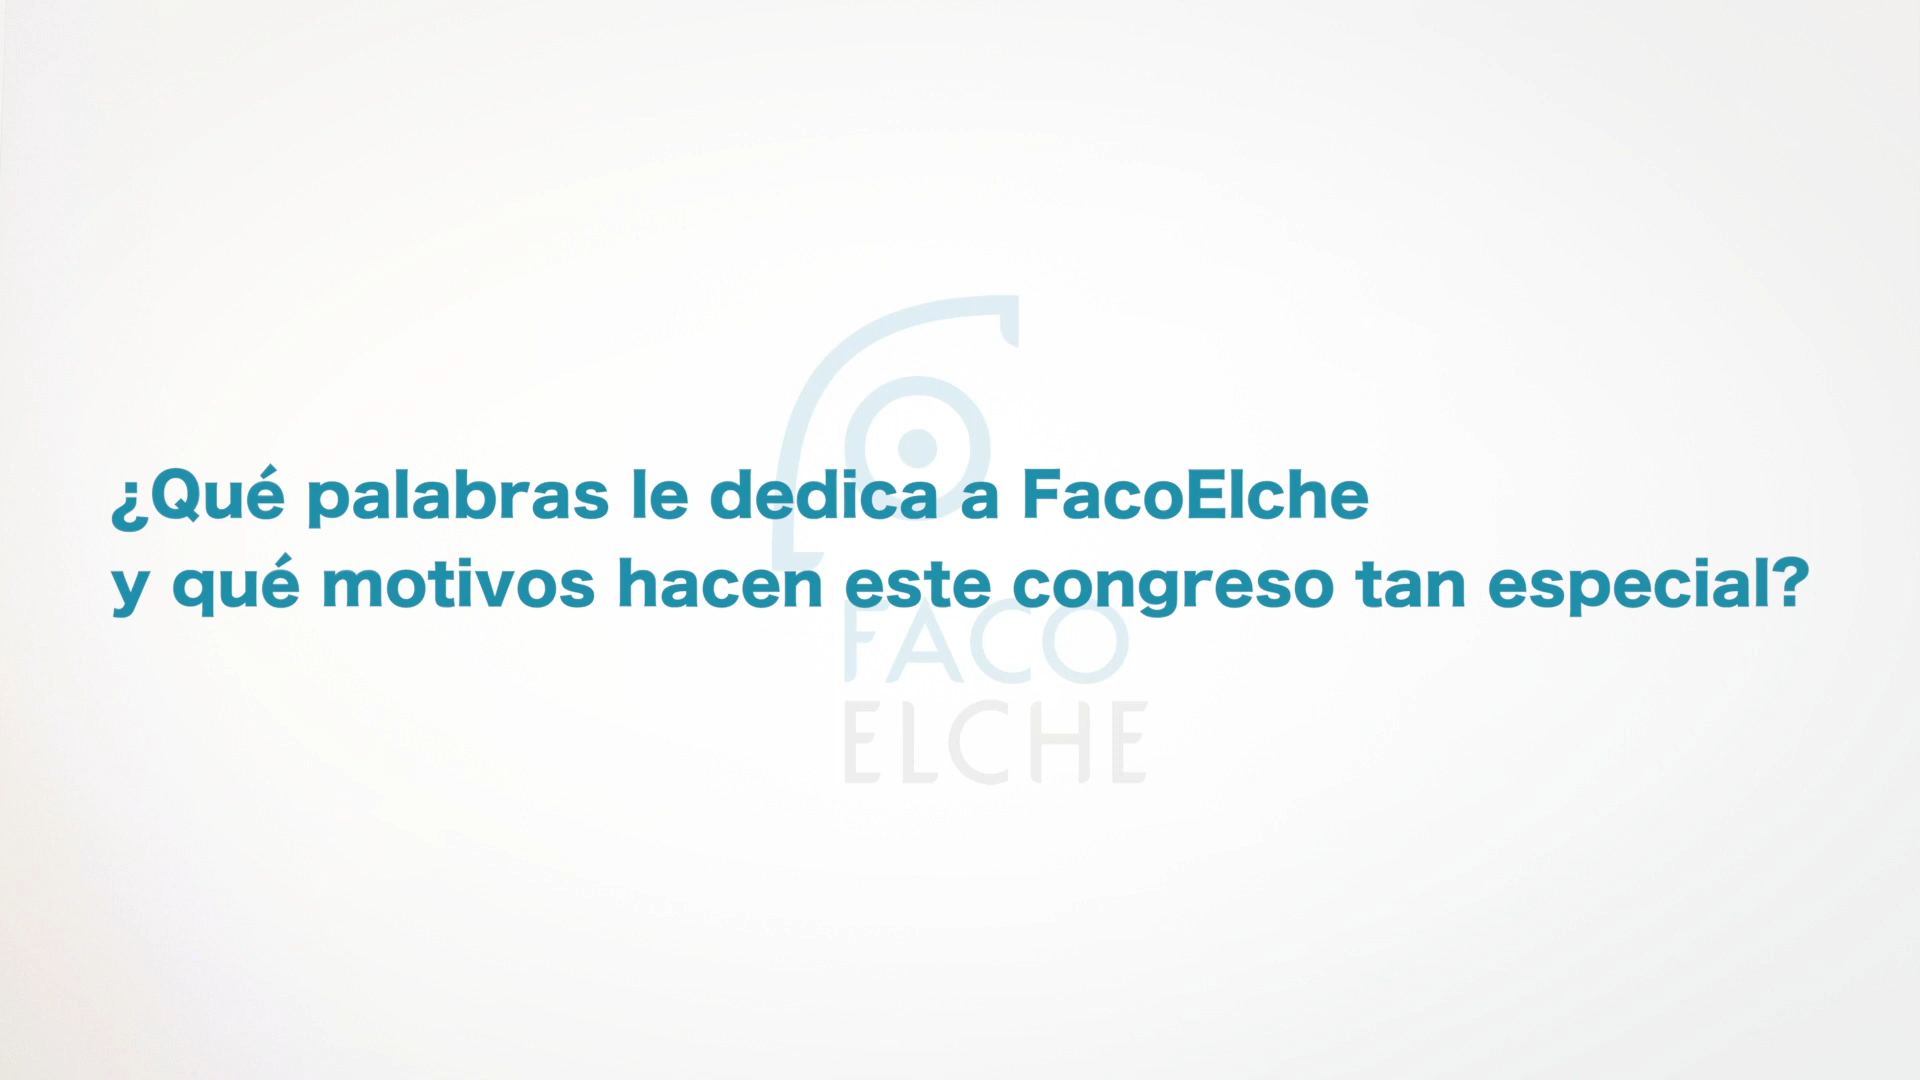 ¿Qué palabras le dedica a FacoElche
y qué motivos hacen este congreso tan especial?
FACO
ELCHE